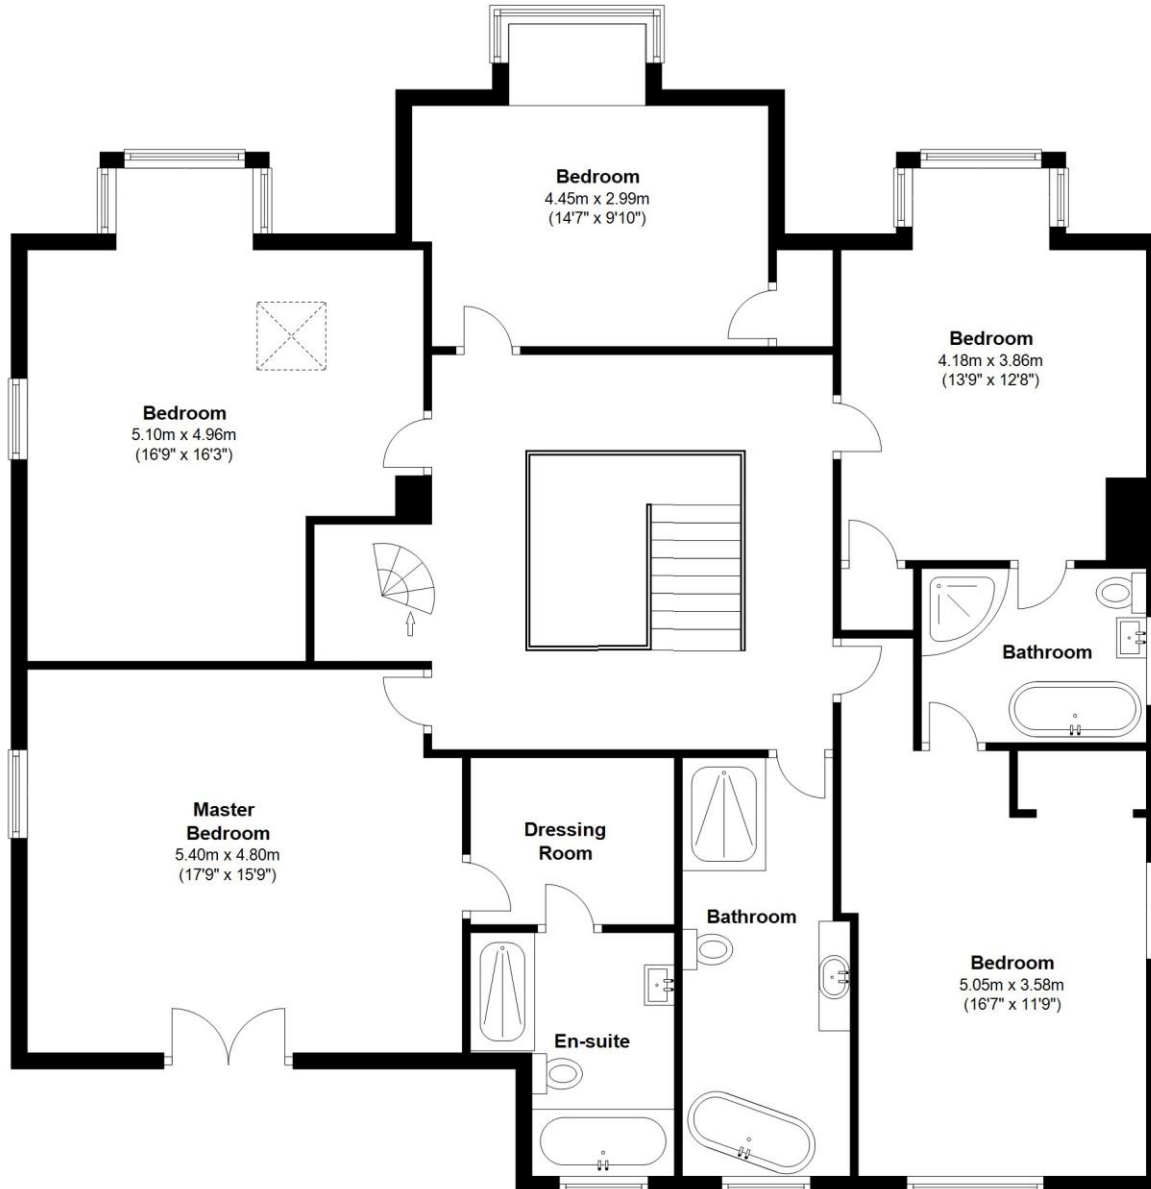 Bedroom
4.45m x 2.99m
(14'7" x 9'10")
Bedroom
4.18m x 3.86m
(13'9" x 12'8")
Bedroom
5.10m x 4.96m
(16'9" x 16'3")
Bathroom
Master
Bedroom
5.40m x 4.80m
(17'9" x 15'9")
Dressing
Room
Bathroom
Bedroom
5.05m x 3.58m
(16'7" x 11'9")
En-suite